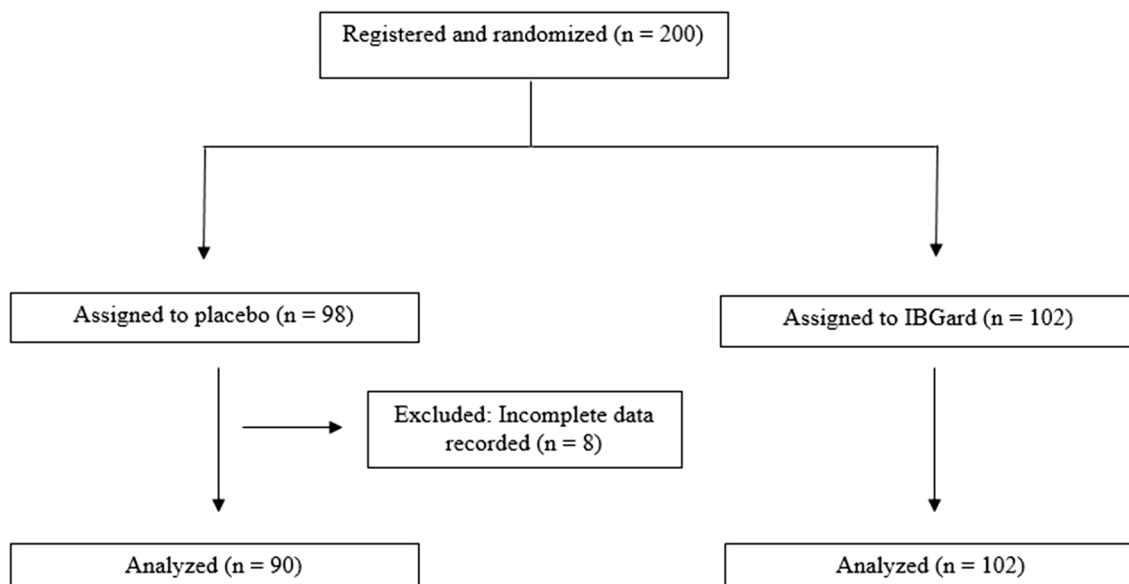 Registered and randomized (n = 200)
Assigned to placebo (n = 98)
Assigned to IBGard (n = 102)
Excluded: Incomplete data
recorded (n = 8)
Analyzed (n = 90)
Analyzed (n = 102)